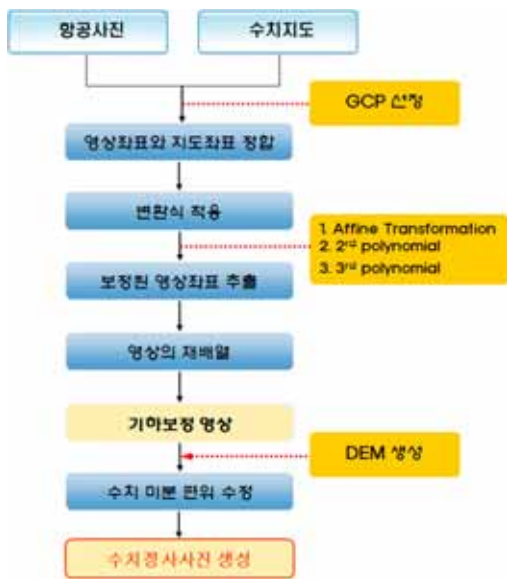 항공사진
수치지도
GCP 선정
영상좌표와 지도좌표 정합
변환식 적용
1. Affine Transformation
2. 2rd polynomial
3. 3rd polynomial
보정된 영상좌표 추출
영상의 재배열
기하보정 영상
DEM 생성
수치 미분 편위 수정
수치정사사진 생성